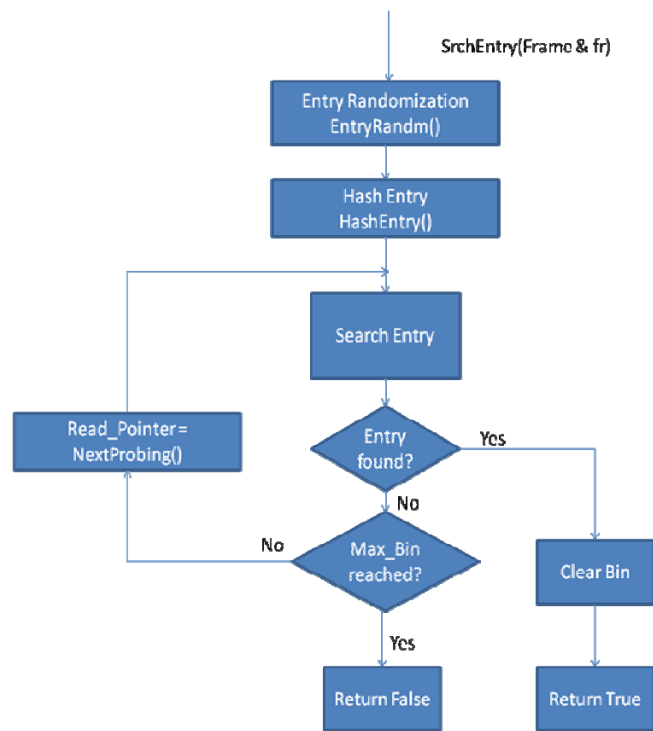 SrchEntry(Frame & fr)
Entry Randomization
EntryRandm()
Hash Entry
HashEntry()
Search Entry
Read_Pointer =
NextProbing()
Entry
found?
Yes
No
No
Max_Bin
reached?
Clear Bin
Yes
Return False
Return True